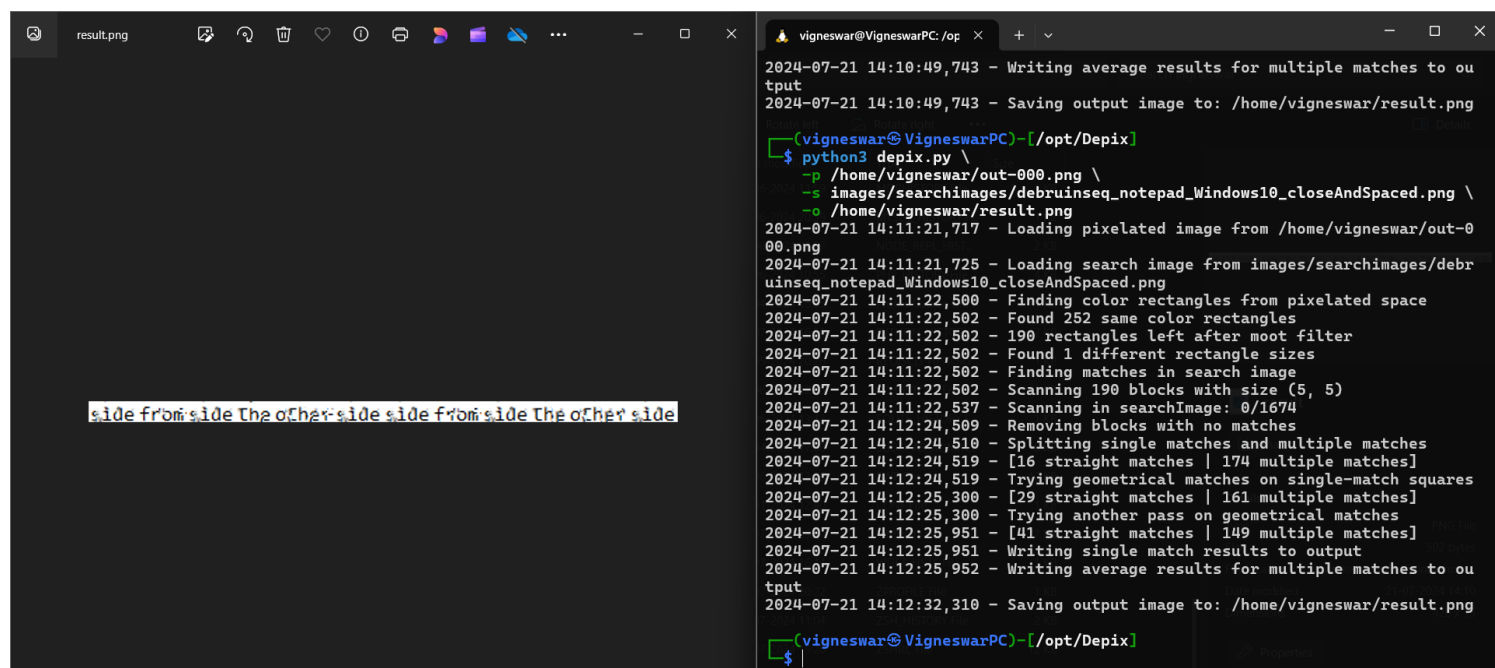 result.png
side from side the other side side from side the other side
vigneswar@VigneswarPC: /op
2024-07-21 14:10:49,743 - Writing average results for multiple matches to ou
tput
2024-07-21 14:10:49,743 - Saving output image to: /home/vigneswar/result.png
┌──(vigneswar㉿VigneswarPC)-[/opt/Depix]
└─$ python3 depix.py \
-p /home/vigneswar/out-000.png \
-s images/searchimages/debruinseq_notepad_Windows10_closeAndSpaced.png \
-o /home/vigneswar/result.png
2024-07-21 14:11:21,717 - Loading pixelated image from /home/vigneswar/out-0
00.png
2024-07-21 14:11:21,725 - Loading search image from images/searchimages/debr
uinseq_notepad_Windows10_closeAndSpaced.png
2024-07-21 14:11:22,500 - Finding color rectangles from pixelated space
2024-07-21 14:11:22,502 - Found 252 same color rectangles
2024-07-21 14:11:22,502 - 190 rectangles left after moot filter
2024-07-21 14:11:22,502 - Found 1 different rectangle sizes
2024-07-21 14:11:22,502 - Finding matches in search image
2024-07-21 14:11:22,502 - Scanning 190 blocks with size (5, 5)
2024-07-21 14:11:22,537 - Scanning in searchImage: 0/1674
2024-07-21 14:12:24,509 - Removing blocks with no matches
2024-07-21 14:12:24,510 - Splitting single matches and multiple matches
2024-07-21 14:12:24,519 - [16 straight matches | 174 multiple matches]
2024-07-21 14:12:24,519 - Trying geometrical matches on single-match squares
2024-07-21 14:12:25,300 - [29 straight matches | 161 multiple matches]
2024-07-21 14:12:25,300 - Trying another pass on geometrical matches
2024-07-21 14:12:25,951 - [41 straight matches | 149 multiple matches]
2024-07-21 14:12:25,951 - Writing single match results to output
2024-07-21 14:12:25,952 - Writing average results for multiple matches to ou
tput
2024-07-21 14:12:32,310 - Saving output image to: /home/vigneswar/result.png
┌──(vigneswar㉿VigneswarPC)-[/opt/Depix]
└─$